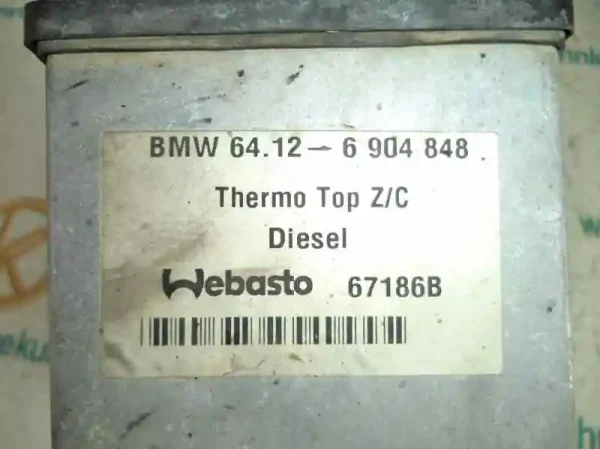 BMW 64.12 – 6 904 848
Thermo Top Z/C
Diesel
Webasto 67186B